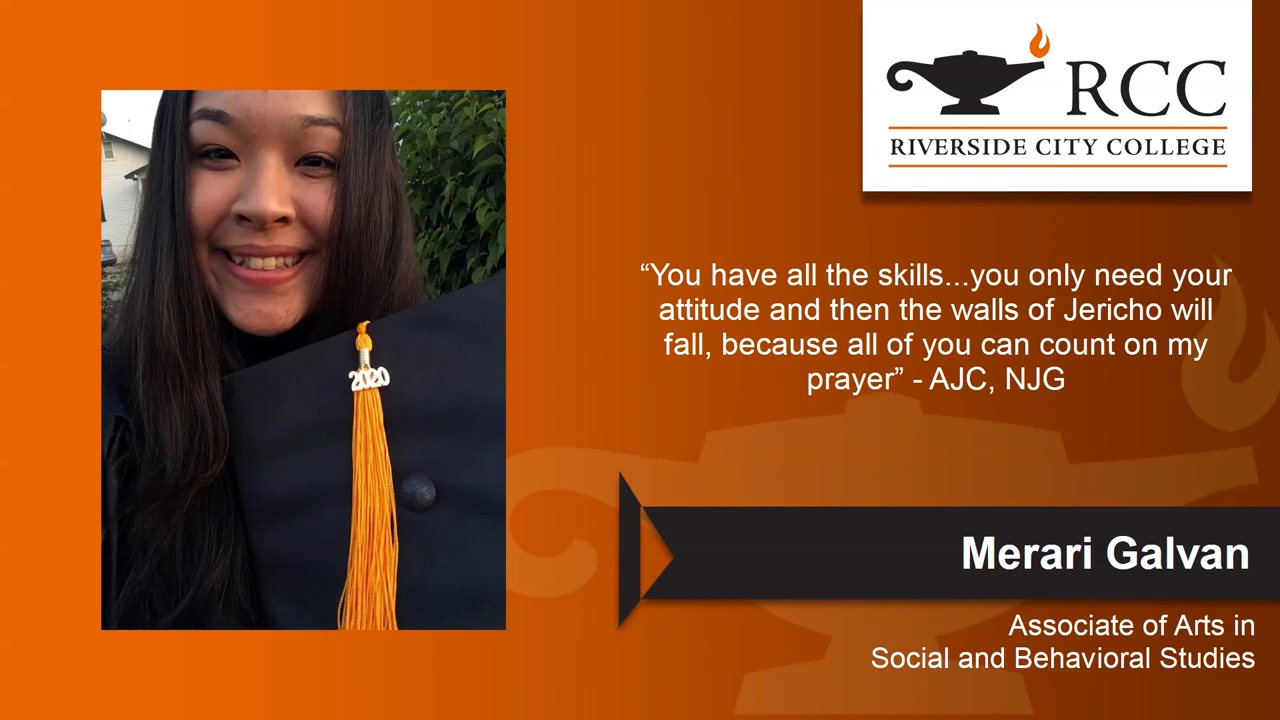 RCC
RIVERSIDE CITY COLLEGE
“You have all the skills...you only need your
attitude and then the walls of Jericho will
fall, because all of you can count on my
prayer” - AJC, NJG
2020
Merari Galvan
Associate of Arts in
Social and Behavioral Studies